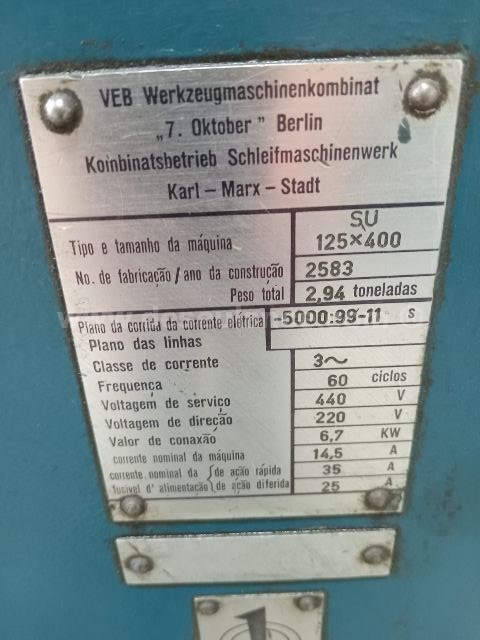 VEB Werkzeugmaschinenkombinat
„7. Oktober” Berlin
Koinbinatsbetrieb Schleifmaschinenwerk
Karl – Marx – Stadt
SU
Tipo e tamanho da máquina 125×400
No. de fabricação/ano da construção 2583
Peso total 2,94 toneladas
Plano da corrida da corrente elétrica -5000:99-11 s
Plano das linhas
Classe de corrente 3~
Frequença 60 ciclos
Voltagem de serviço 440 V
Voltagem de direção 220 V
Valor de conaxão 6,7 KW
corrente nominal da máquina 14,5 A
corrente nominal da { de ação rápida 35 A
fusivel d' alimentação { de ação diferida 25 A
1